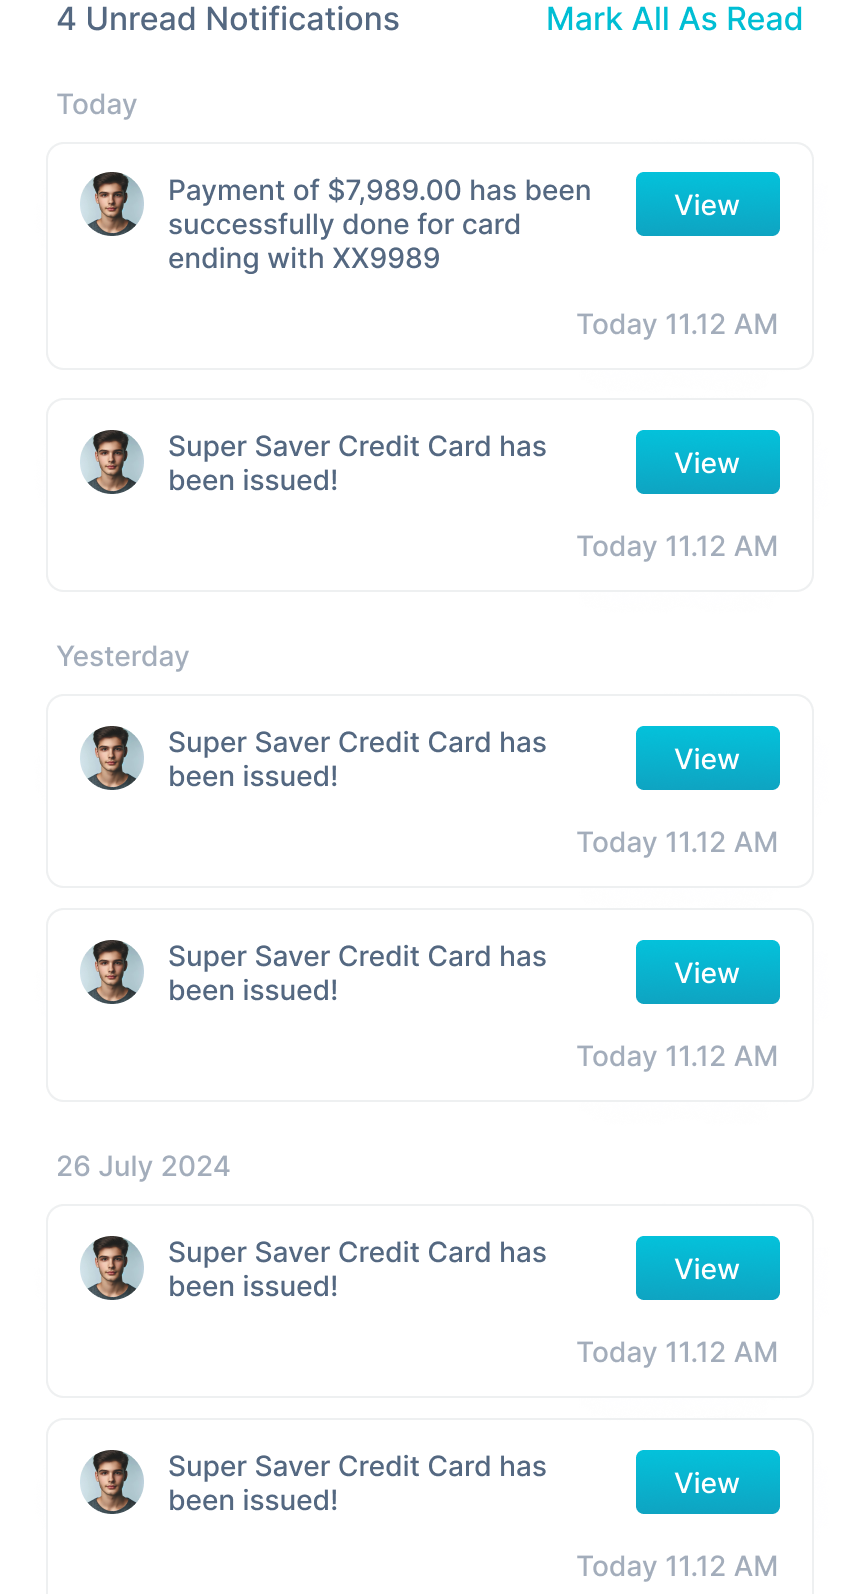 4 Unread Notifications
Mark All As Read
Today
Payment of $7,989.00 has been
successfully done for card
ending with XX9989
View
Today 11.12 AM
Super Saver Credit Card has
been issued!
View
Today 11.12 AM
Yesterday
Super Saver Credit Card has
been issued!
View
Today 11.12 AM
Super Saver Credit Card has
been issued!
View
Today 11.12 AM
26 July 2024
Super Saver Credit Card has
been issued!
View
Today 11.12 AM
Super Saver Credit Card has
been issued!
View
Today 11.12 AM